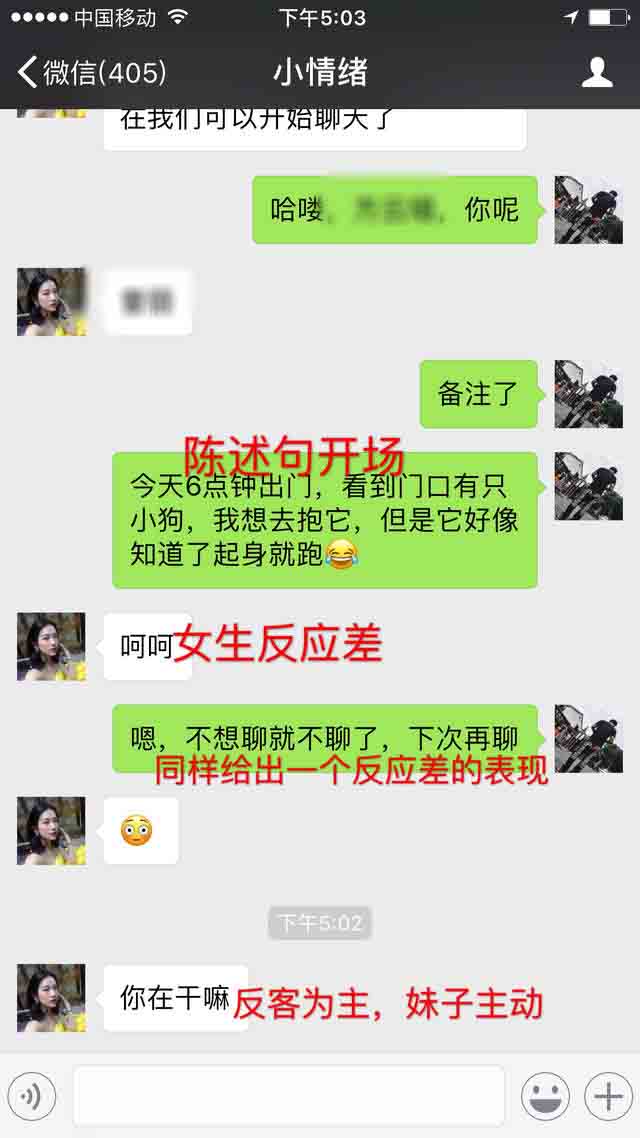 中国移动 下午5:03
微信(405) 小情绪
在我们可以开始聊天了
哈喽， ，你呢
备注了
陈述句开场
今天6点钟出门，看到门口有只
小狗，我想去抱它，但是它好像
知道了起身就跑😂
呵呵
女生反应差
嗯，不想聊就不聊了，下次再聊
同样给出一个反应差的表现
😳
下午5:02
你在干嘛
反客为主，妹子主动